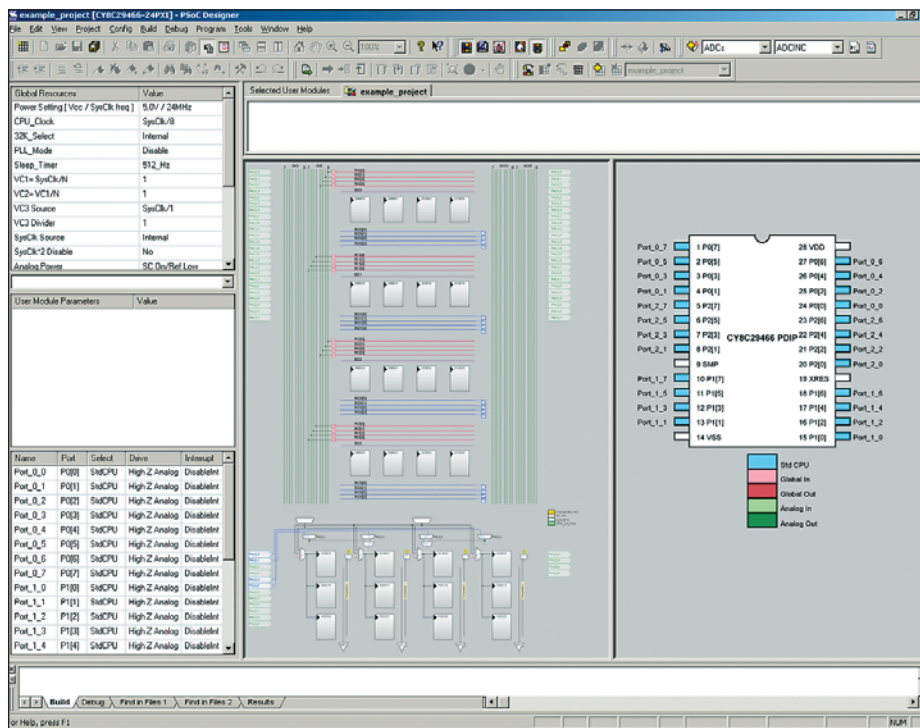 example_project [CY8C29466-24PXI] - PSoC Designer
File Edit View Project Config Build Debug Program Tools Window Help
100% ? ADCs ADCINC
example_project
Global Resources Value
Power Setting [ Vcc / SysClk freq ] 5.0V / 24MHz
CPU_Clock SysClk/8
32K_Select Internal
PLL_Mode Disable
Sleep_Timer 512_Hz
VC1= SysClk/N 1
VC2= VC1/N 1
VC3 Source SysClk/1
VC3 Divider 1
SysClk Source Internal
SysClk*2 Disable No
Analog Power SC On/Ref Low
User Module Parameters Value
Name Port Select Drive Interrupt
Port_0_0 P0[0] StdCPU High Z Analog DisableInt
Port_0_1 P0[1] StdCPU High Z Analog DisableInt
Port_0_2 P0[2] StdCPU High Z Analog DisableInt
Port_0_3 P0[3] StdCPU High Z Analog DisableInt
Port_0_4 P0[4] StdCPU High Z Analog DisableInt
Port_0_5 P0[5] StdCPU High Z Analog DisableInt
Port_0_6 P0[6] StdCPU High Z Analog DisableInt
Port_0_7 P0[7] StdCPU High Z Analog DisableInt
Port_1_0 P1[0] StdCPU High Z Analog DisableInt
Port_1_1 P1[1] StdCPU High Z Analog DisableInt
Port_1_2 P1[2] StdCPU High Z Analog DisableInt
Port_1_3 P1[3] StdCPU High Z Analog DisableInt
Port_1_4 P1[4] StdCPU High Z Analog DisableInt
Selected User Modules example_project
Port_0_7 1 P0[7] 28 VDD
Port_0_5 2 P0[5] 27 P0[6] Port_0_6
Port_0_3 3 P0[3] 26 P0[4] Port_0_4
Port_0_1 4 P0[1] 25 P0[2] Port_0_2
Port_2_7 5 P2[7] 24 P0[0] Port_0_0
Port_2_5 6 P2[5] 23 P2[6] Port_2_6
Port_2_3 7 P2[3] CY8C29466 PDIP 22 P2[4] Port_2_4
Port_2_1 8 P2[1] 21 P2[2] Port_2_2
9 SMP 20 P2[0] Port_2_0
Port_1_7 10 P1[7] 19 XRES
Port_1_5 11 P1[5] 18 P1[6] Port_1_6
Port_1_3 12 P1[3] 17 P1[4] Port_1_4
Port_1_1 13 P1[1] 16 P1[2] Port_1_2
14 VSS 15 P1[0] Port_1_0
Std CPU
Global In
Global Out
Analog In
Analog Out
Build Debug Find in Files 1 Find in Files 2 Results
or Help, press F1 NUM